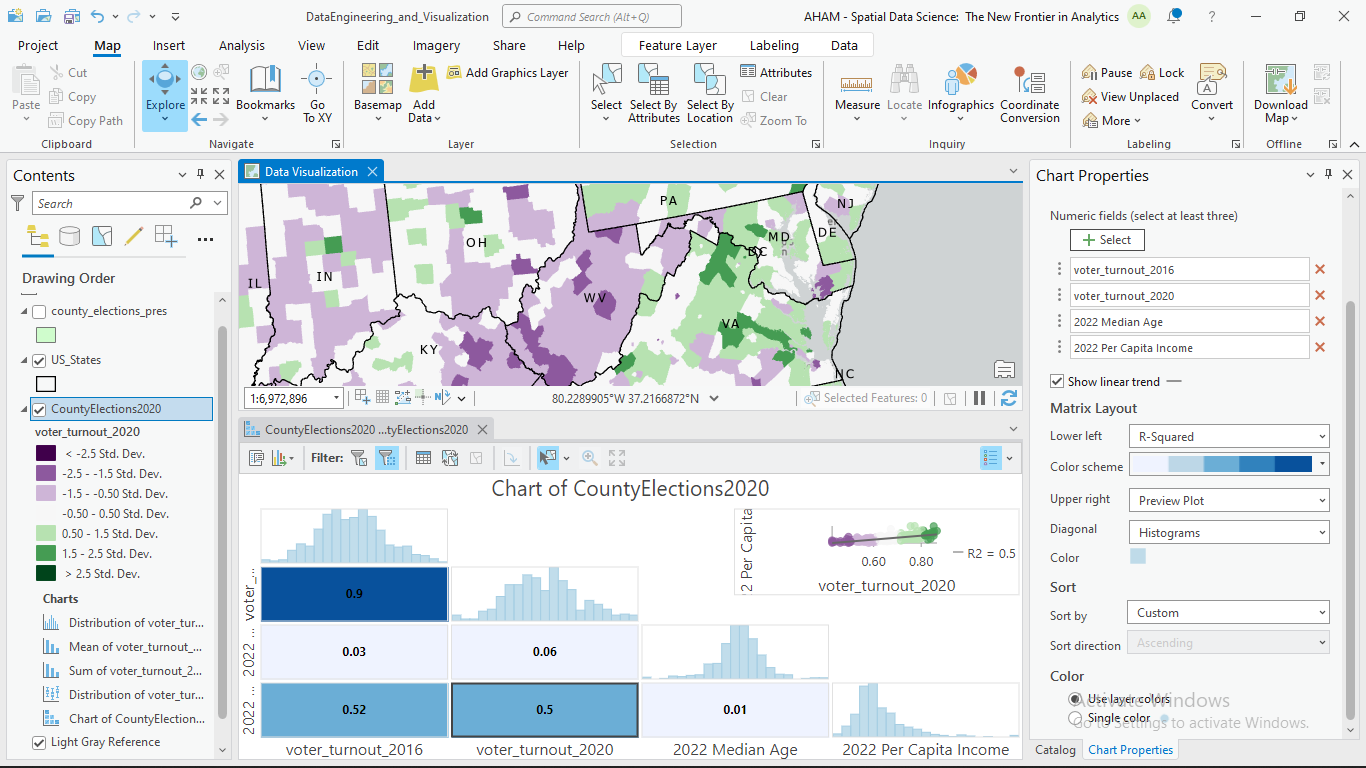 DataEngineering_and_Visualization
Command Search (Alt+Q)
AHAM - Spatial Data Science: The New Frontier in Analytics
AA
?
Project
Map
Insert
Analysis
View
Edit
Imagery
Share
Help
Feature Layer
Labeling
Data
Paste
Cut
Copy
Copy Path
Clipboard
Explore
Bookmarks
Go
To XY
Navigate
Basemap
Add
Data
Add Graphics Layer
Layer
Select
Select By
Attributes
Select By
Location
Attributes
Clear
Zoom To
Selection
Measure
Locate
Infographics
Coordinate
Conversion
Inquiry
Pause
Lock
View Unplaced
More
Convert
Labeling
Download
Map
Offline
Contents
Search
Drawing Order
county_elections_pres
US_States
CountyElections2020
voter_turnout_2020
< -2.5 Std. Dev.
-2.5 - -1.5 Std. Dev.
-1.5 - -0.50 Std. Dev.
-0.50 - 0.50 Std. Dev.
0.50 - 1.5 Std. Dev.
1.5 - 2.5 Std. Dev.
> 2.5 Std. Dev.
Charts
Distribution of voter_tur...
Mean of voter_turnout_...
Sum of voter_turnout_2...
Distribution of voter_tur...
Chart of CountyElection...
Light Gray Reference
Data Visualization
PA
NJ
OH
MD
DE
DC
IL
IN
WV
VA
KY
NC
1:6,972,896
80.2289905°W 37.2166872°N
Selected Features: 0
CountyElections2020 ...tyElections2020
Filter:
Chart of CountyElections2020
2 Per Capita
R2 = 0.5
0.60
0.80
voter_turnout_2020
voter_...
0.9
2022 ...
0.03
0.06
2022 ...
0.52
0.5
0.01
voter_turnout_2016
voter_turnout_2020
2022 Median Age
2022 Per Capita Income
Chart Properties
Numeric fields (select at least three)
Select
voter_turnout_2016
voter_turnout_2020
2022 Median Age
2022 Per Capita Income
Show linear trend
Matrix Layout
Lower left
R-Squared
Color scheme
Upper right
Preview Plot
Diagonal
Histograms
Color
Sort
Sort by
Custom
Sort direction
Ascending
Color
Use layer colors
Single color
Activate Windows
Go to Settings to activate Windows.
Catalog
Chart Properties